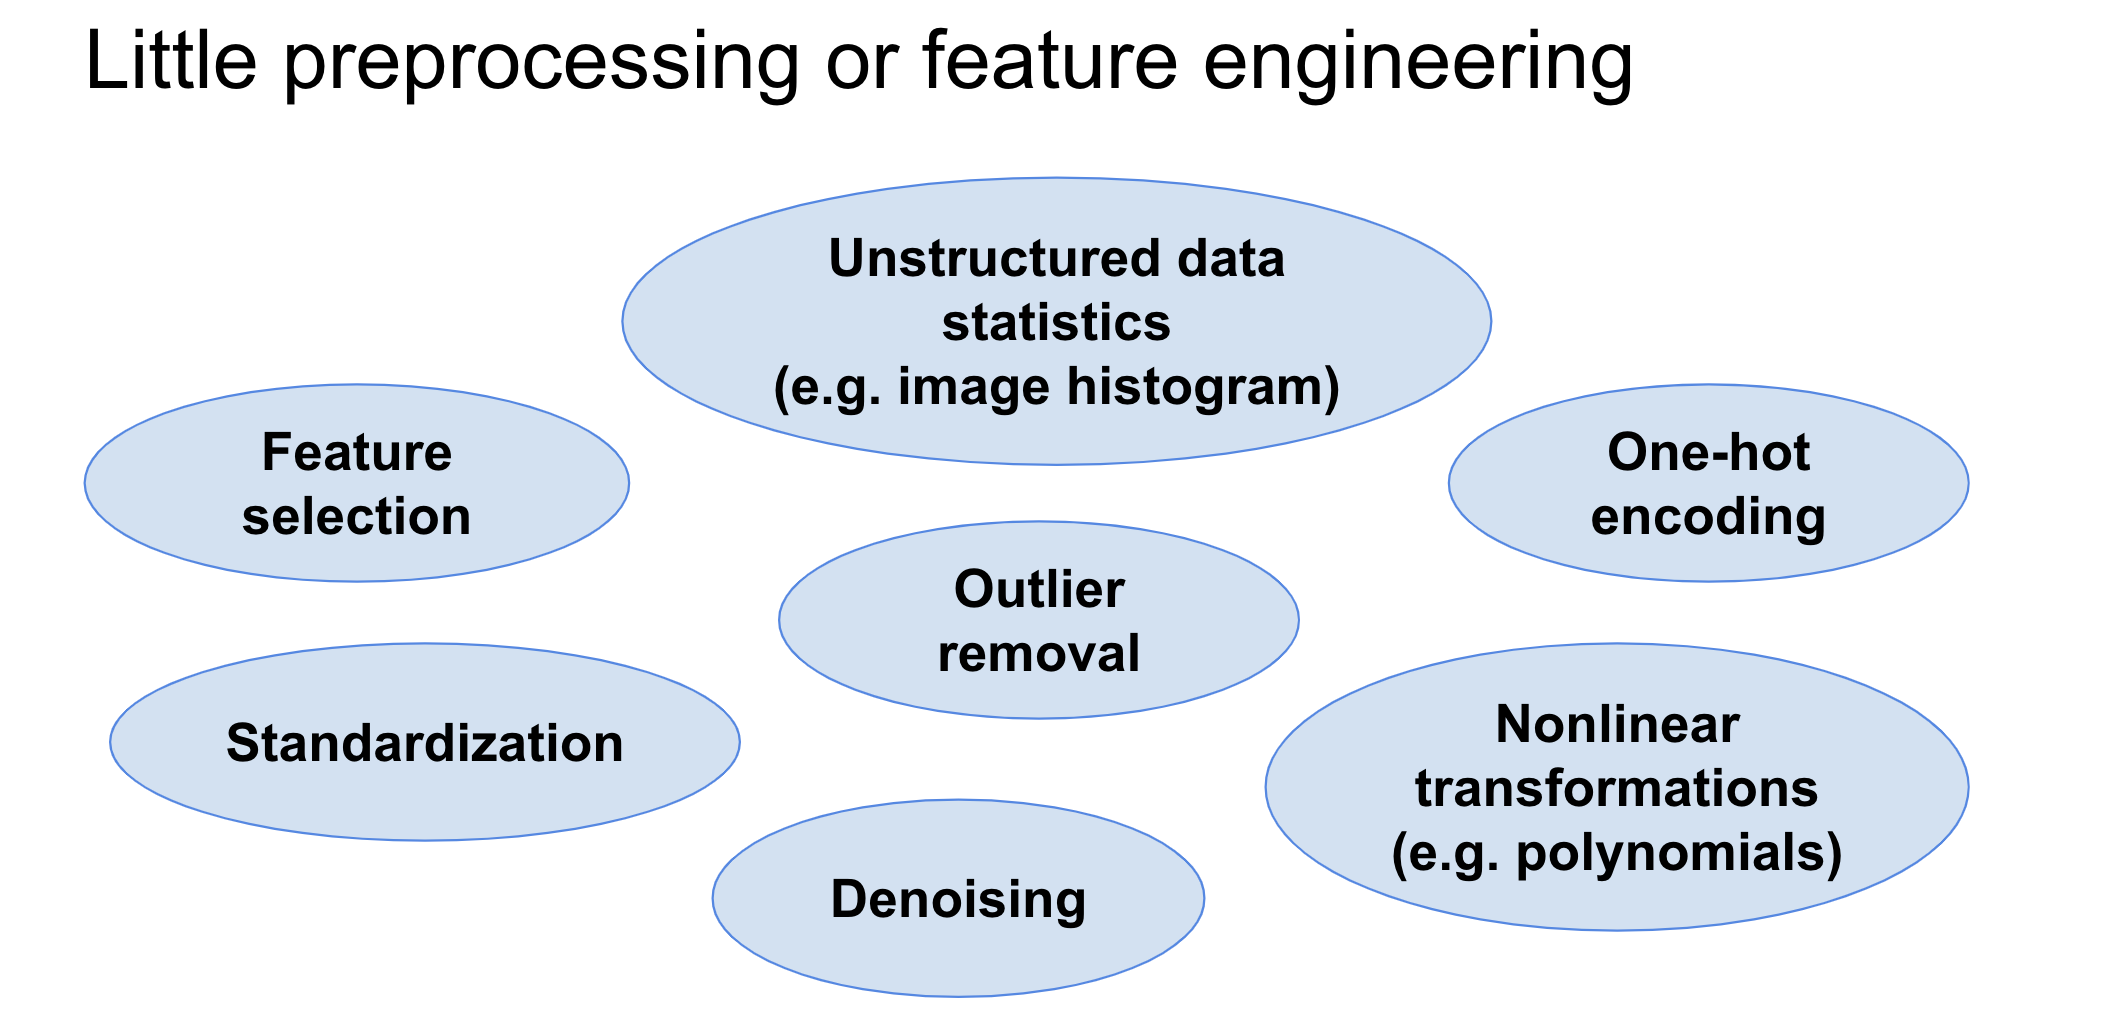 Little preprocessing or feature engineering
Unstructured data
statistics
(e.g. image histogram)
Feature
selection
One-hot
encoding
Outlier
removal
Standardization
Nonlinear
transformations
(e.g. polynomials)
Denoising